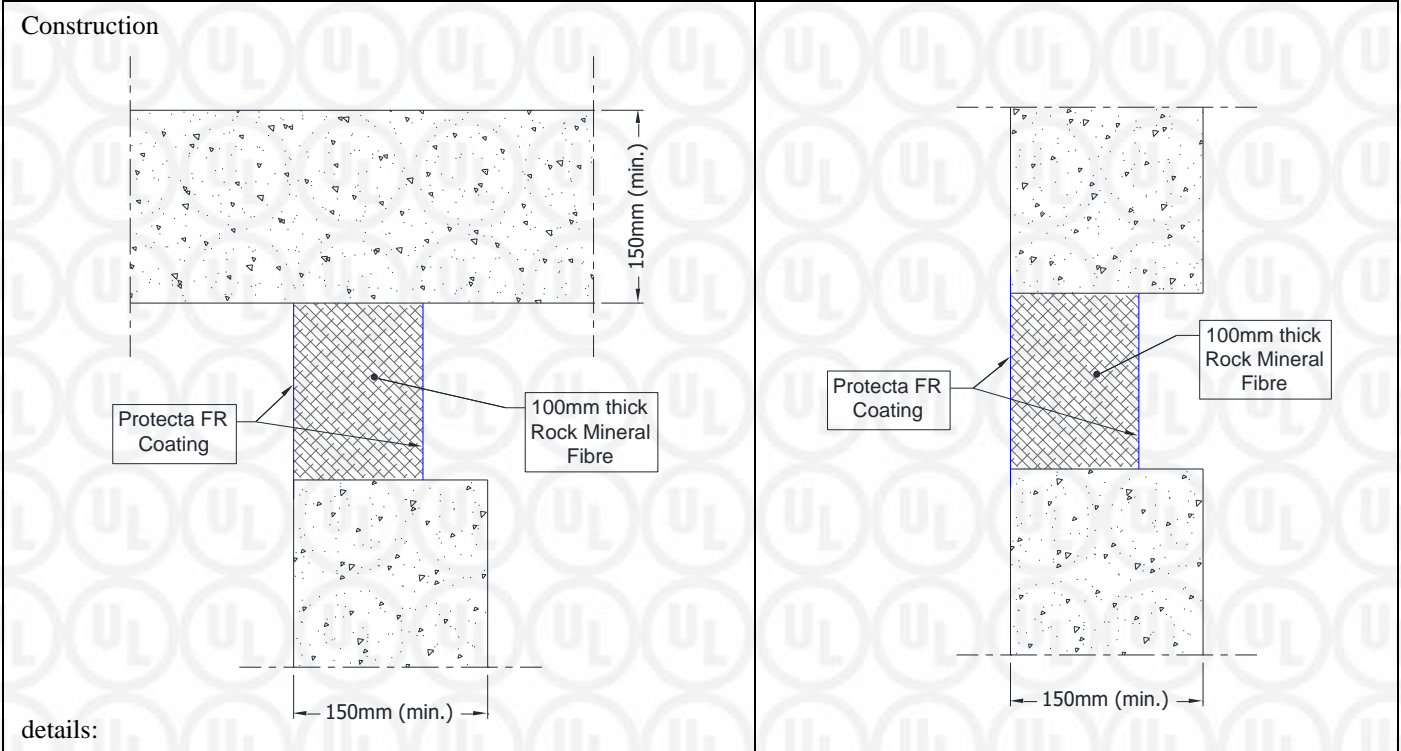 Construction
150mm (min.)
Protecta FR
Coating
100mm thick
Rock Mineral
Fibre
150mm (min.)
details:
Protecta FR
Coating
100mm thick
Rock Mineral
Fibre
150mm (min.)